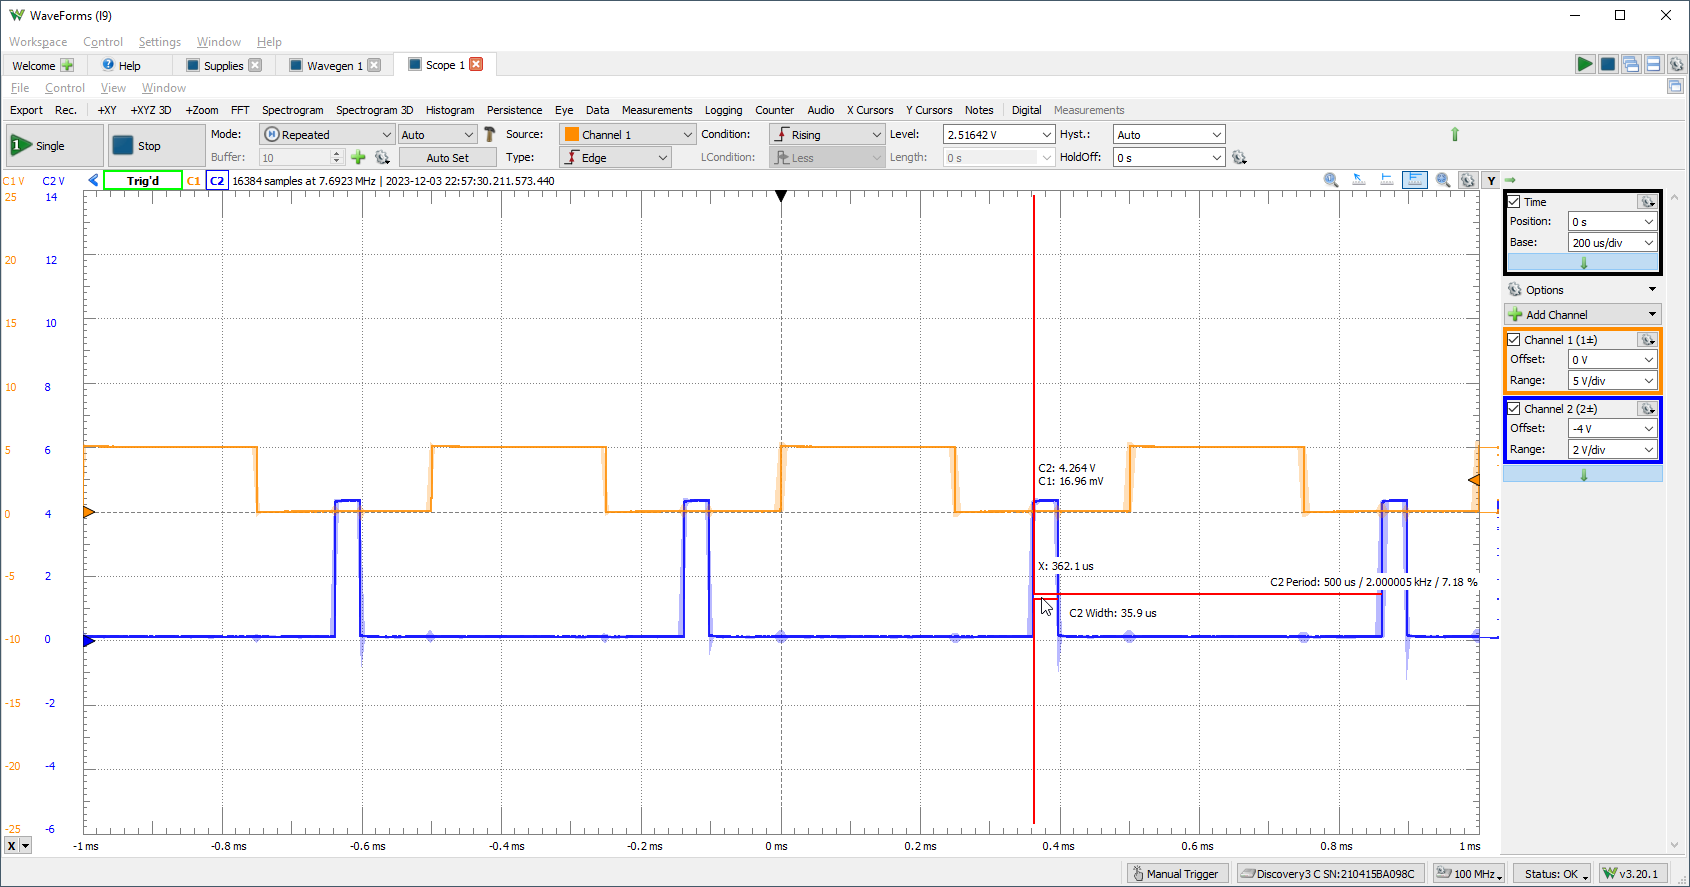 WaveForms (I9)
Workspace Control Settings Window Help
Welcome Help Supplies Wavegen 1 Scope 1
File Control View Window
Export Rec. +XY +XYZ 3D +Zoom FFT Spectrogram Spectrogram 3D Histogram Persistence Eye Data Measurements Logging Counter Audio X Cursors Y Cursors Notes Digital Measurements
Single Stop Mode: Repeated Auto Source: Channel 1 Condition: Rising Level: 2.51642 V Hyst.: Auto
Buffer: 10 Auto Set Type: Edge LCondition: Less Length: 0 s HoldOff: 0 s
C1 V C2 V Trig'd C1 C2 16384 samples at 7.6923 MHz | 2023-12-03 22:57:30.211.573.440 Y
25 14
20 12
15 10
10 8
5 6
0 4
-5 2
-10 0
-15 -2
-20 -4
-25 -6
C2: 4.264 V
C1: 16.96 mV
X: 362.1 us
C2 Period: 500 us / 2.000005 kHz / 7.18 %
C2 Width: 35.9 us
X -1 ms -0.8 ms -0.6 ms -0.4 ms -0.2 ms 0 ms 0.2 ms 0.4 ms 0.6 ms 0.8 ms 1 ms
Time
Position: 0 s
Base: 200 us/div
Options
Add Channel
Channel 1 (1±)
Offset: 0 V
Range: 5 V/div
Channel 2 (2±)
Offset: -4 V
Range: 2 V/div
Manual Trigger Discovery3 C SN:210415BA098C 100 MHz Status: OK v3.20.1